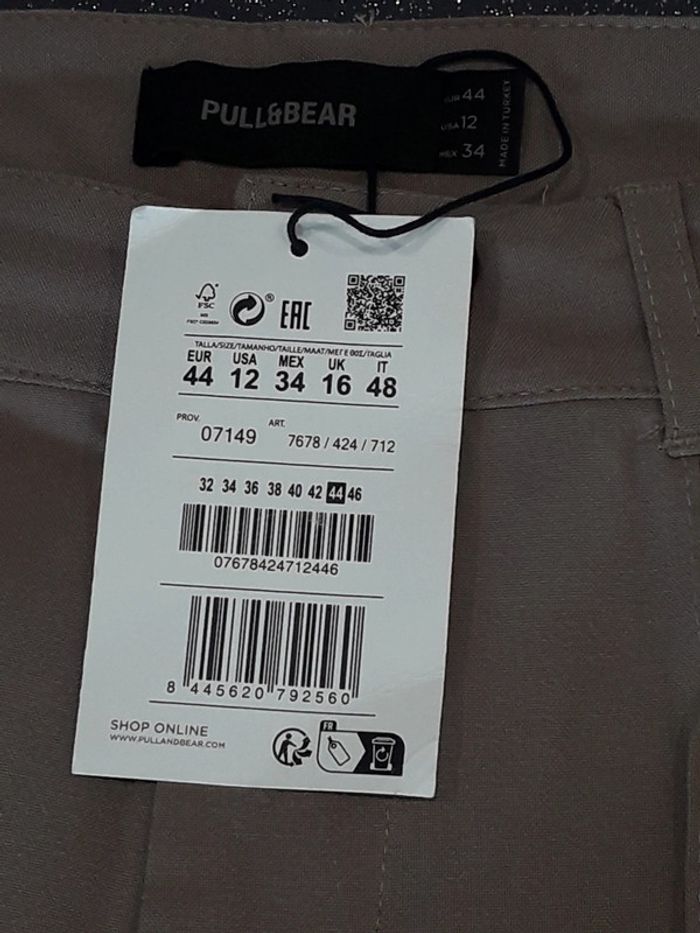 PULL&BEAR
EUR 44
USA 12
MEX 34
MADE IN TURKEY
FSC
EAC
TALLA/SIZE/TAMANHO/TAILLE/MAAT/ΜΕΓΕΘΟΣ/TAGLIA
EUR USA MEX UK IT
44 12 34 16 48
PROV. ART.
07149 7678 / 424 / 712
32 34 36 38 40 42 44 46
07678424712446
8 445620 792560
SHOP ONLINE
WWW.PULLANDBEAR.COM
FR